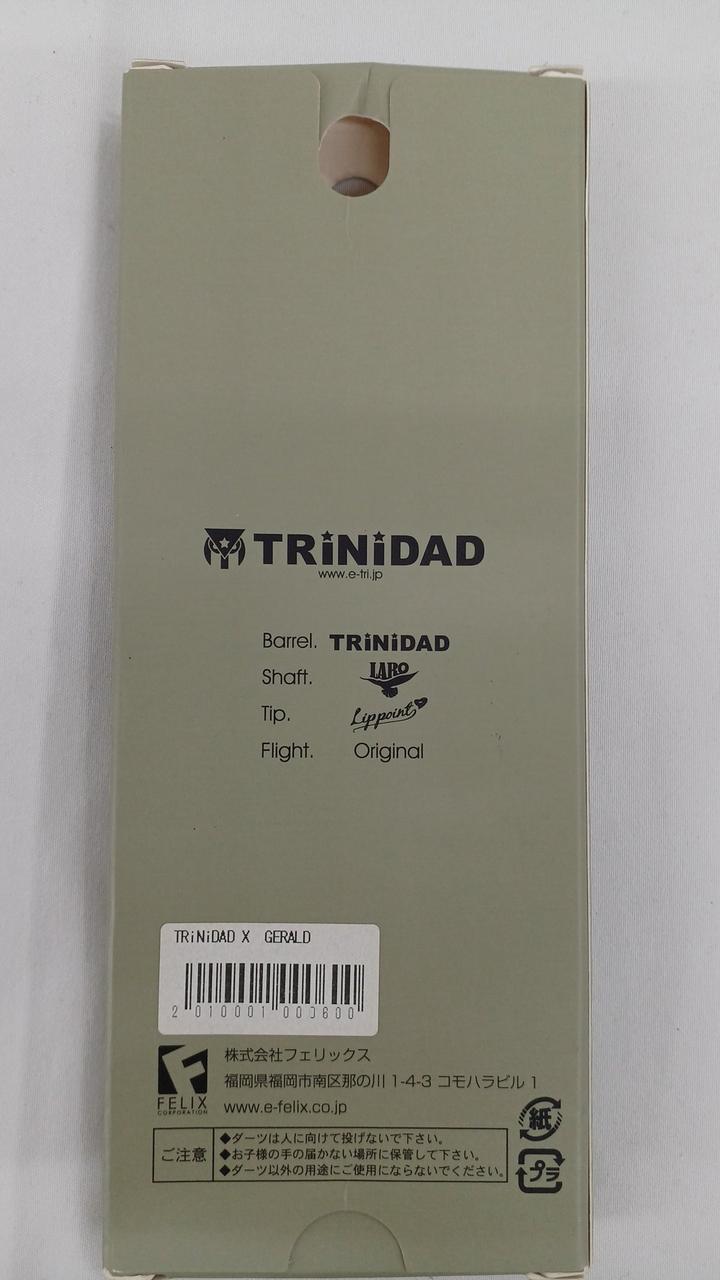 TRiNiDAD
www.e-tri.jp
Barrel. TRiNiDAD
Shaft. LARO
Tip. Lippoint
Flight. Original
TRiNiDAD X GERALD
2 010001 000600
株式会社フェリックス
福岡県福岡市南区那の川 1-4-3 コモハラビル 1
www.e-felix.co.jp
FELIX
CORPORATION
紙
プラ
ご注意
◆ダーツは人に向けて投げないで下さい。
◆お子様の手の届かない場所に保管して下さい。
◆ダーツ以外の用途にご使用にならないでください。